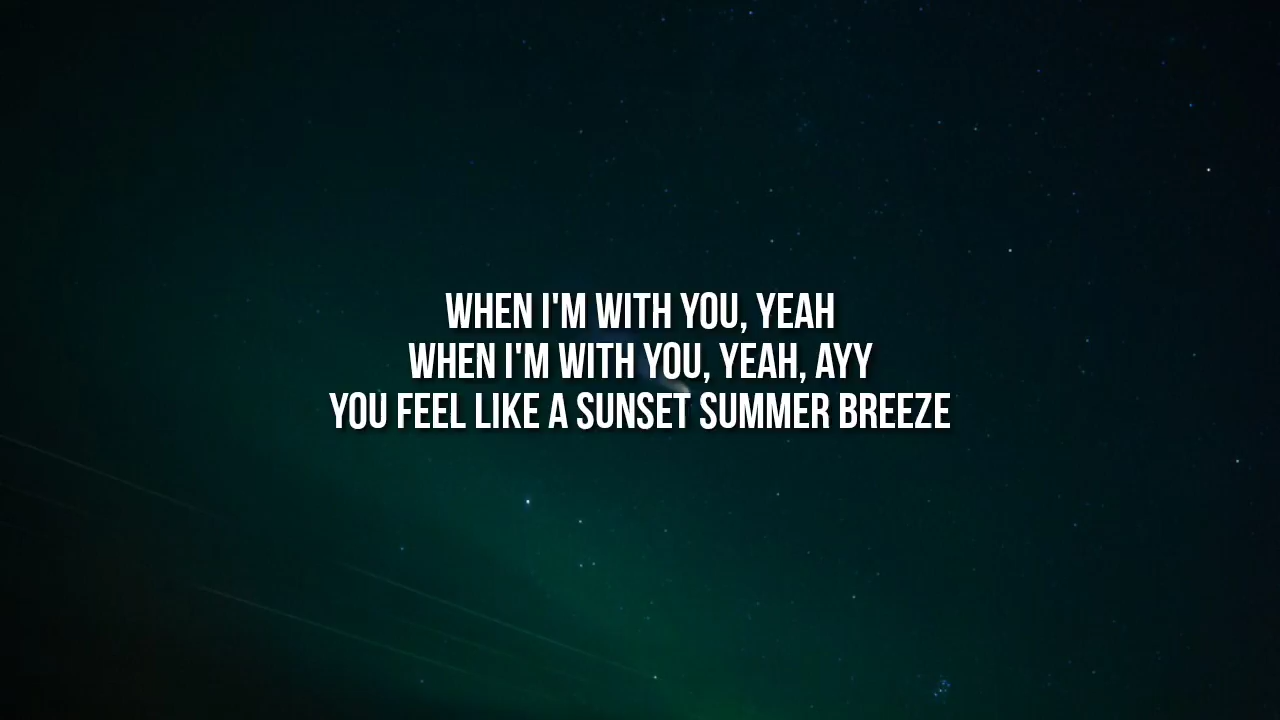 WHEN I'M WITH YOU, YEAH
WHEN I'M WITH YOU, YEAH, AYY
YOU FEEL LIKE A SUNSET SUMMER BREEZE